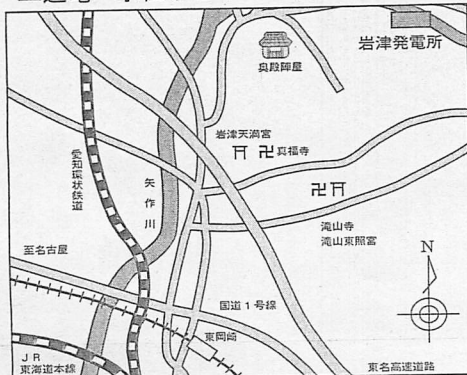 岩津発電所
奥殿陣屋
岩津天満宮
真福寺
愛知環状鉄道
矢作川
滝山寺
滝山東照宮
至名古屋
N
国道1号線
東岡崎
JR
東海道本線
東名高速道路